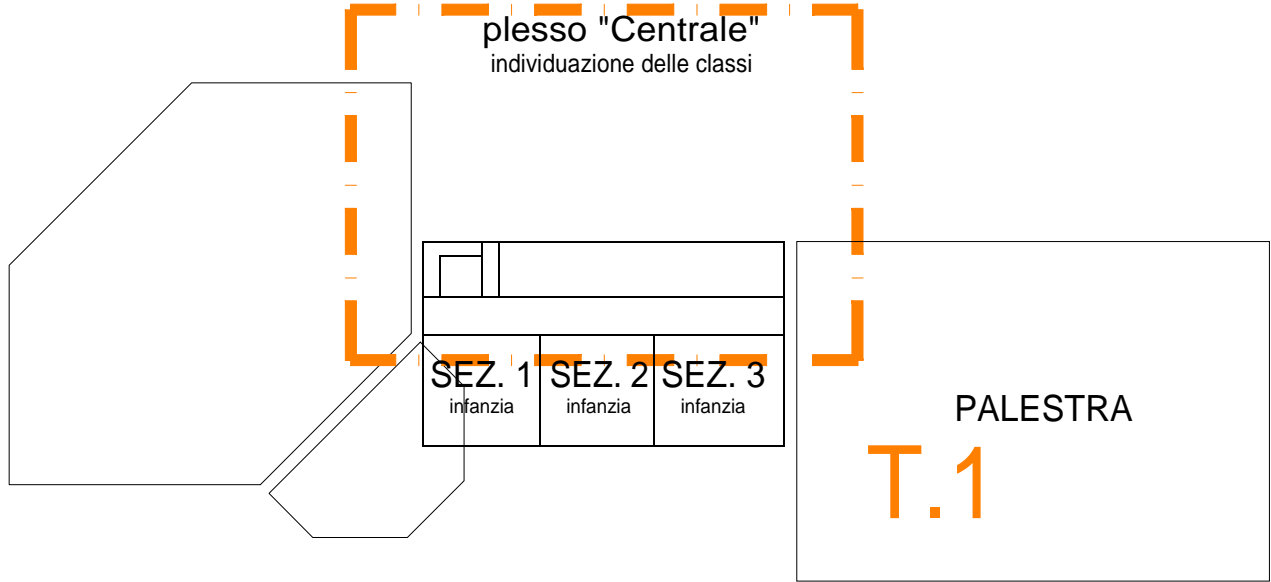 plesso "Centrale"
individuazione delle classi
SEZ. 1 SEZ. 2 SEZ. 3
infanzia infanzia infanzia
PALESTRA
T.1